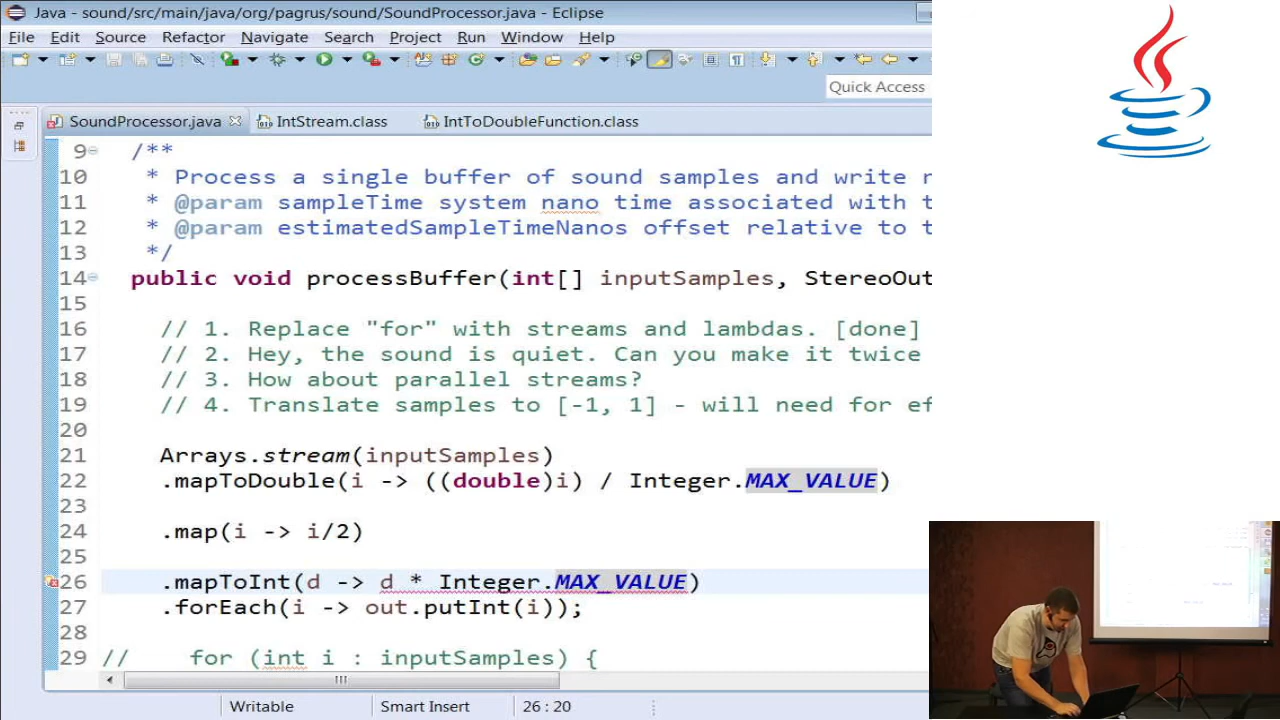 Java - sound/src/main/java/org/pagrus/sound/SoundProcessor.java - Eclipse
File Edit Source Refactor Navigate Search Project Run Window Help
Quick Access
SoundProcessor.java IntStream.class IntToDoubleFunction.class
9 /**
10 * Process a single buffer of sound samples and write
11 * @param sampleTime system nano time associated with
12 * @param estimatedSampleTimeNanos offset relative to
13 */
14 public void processBuffer(int[] inputSamples, StereoOut
15
16 // 1. Replace "for" with streams and lambdas. [done]
17 // 2. Hey, the sound is quiet. Can you make it twice
18 // 3. How about parallel streams?
19 // 4. Translate samples to [-1, 1] - will need for ef
20
21 Arrays.stream(inputSamples)
22 .mapToDouble(i -> ((double)i) / Integer.MAX_VALUE)
23
24 .map(i -> i/2)
25
26 .mapToInt(d -> d * Integer.MAX_VALUE)
27 .forEach(i -> out.putInt(i));
28
29 // for (int i : inputSamples) {
Writable Smart Insert 26 : 20